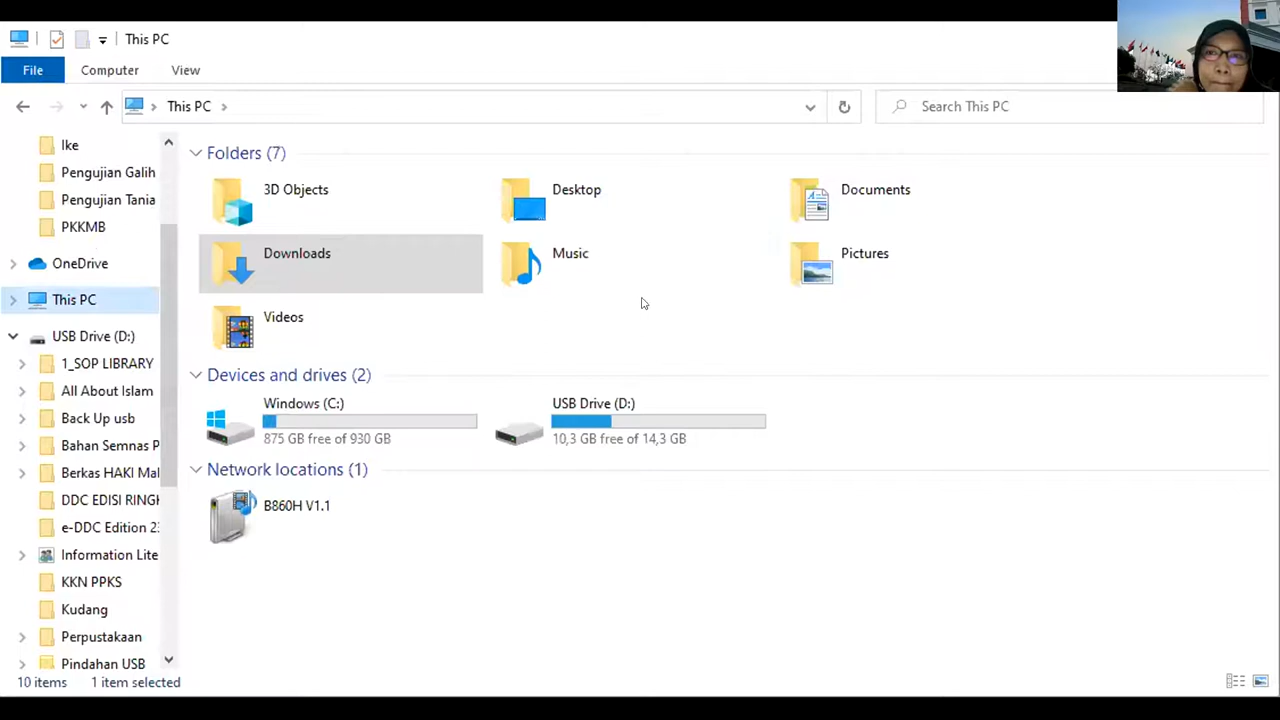 This PC
File Computer View
This PC
Search This PC
Ike
Pengujian Galih
Pengujian Tania
PKKMB
OneDrive
This PC
USB Drive (D:)
1_SOP LIBRARY
All About Islam
Back Up usb
Bahan Semnas P
Berkas HAKI Mal
DDC EDISI RINGK
e-DDC Edition 23
Information Lite
KKN PPKS
Kudang
Perpustakaan
Pindahan USB
Folders (7)
3D Objects
Desktop
Documents
Downloads
Music
Pictures
Videos
Devices and drives (2)
Windows (C:)
875 GB free of 930 GB
USB Drive (D:)
10,3 GB free of 14,3 GB
Network locations (1)
B860H V1.1
10 items 1 item selected